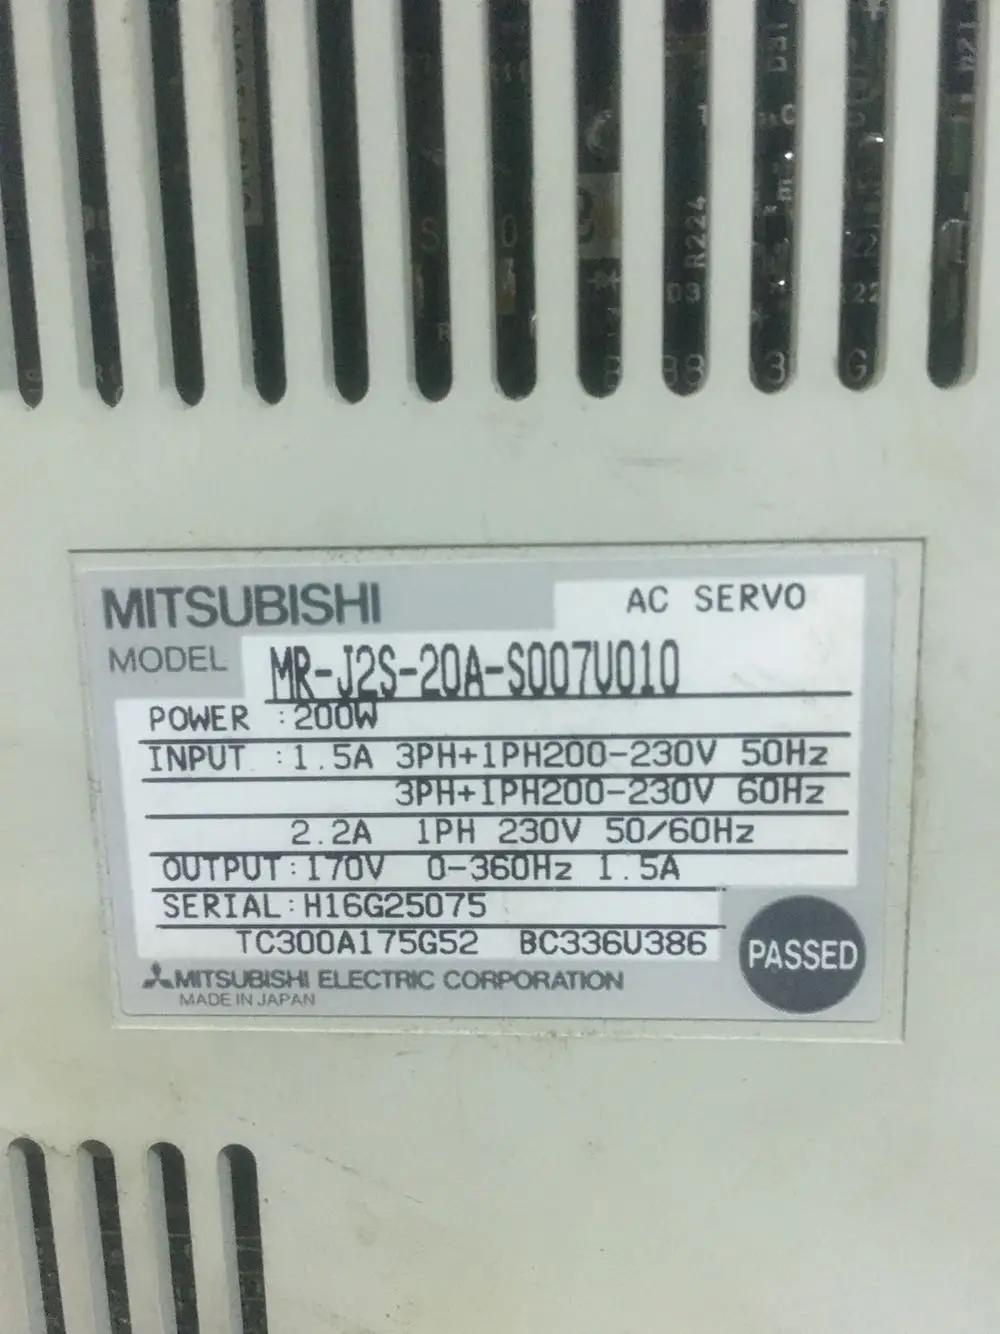 R224
D3
MITSUBISHI
AC SERVO
MODEL MR-J2S-20A-S007U010
POWER :200W
INPUT :1.5A 3PH+1PH200-230V 50Hz
3PH+1PH200-230V 60Hz
2.2A 1PH 230V 50/60Hz
OUTPUT:170V 0-360Hz 1.5A
SERIAL:H16G25075
TC300A175G52 BC336U386
PASSED
MITSUBISHI ELECTRIC CORPORATION
MADE IN JAPAN